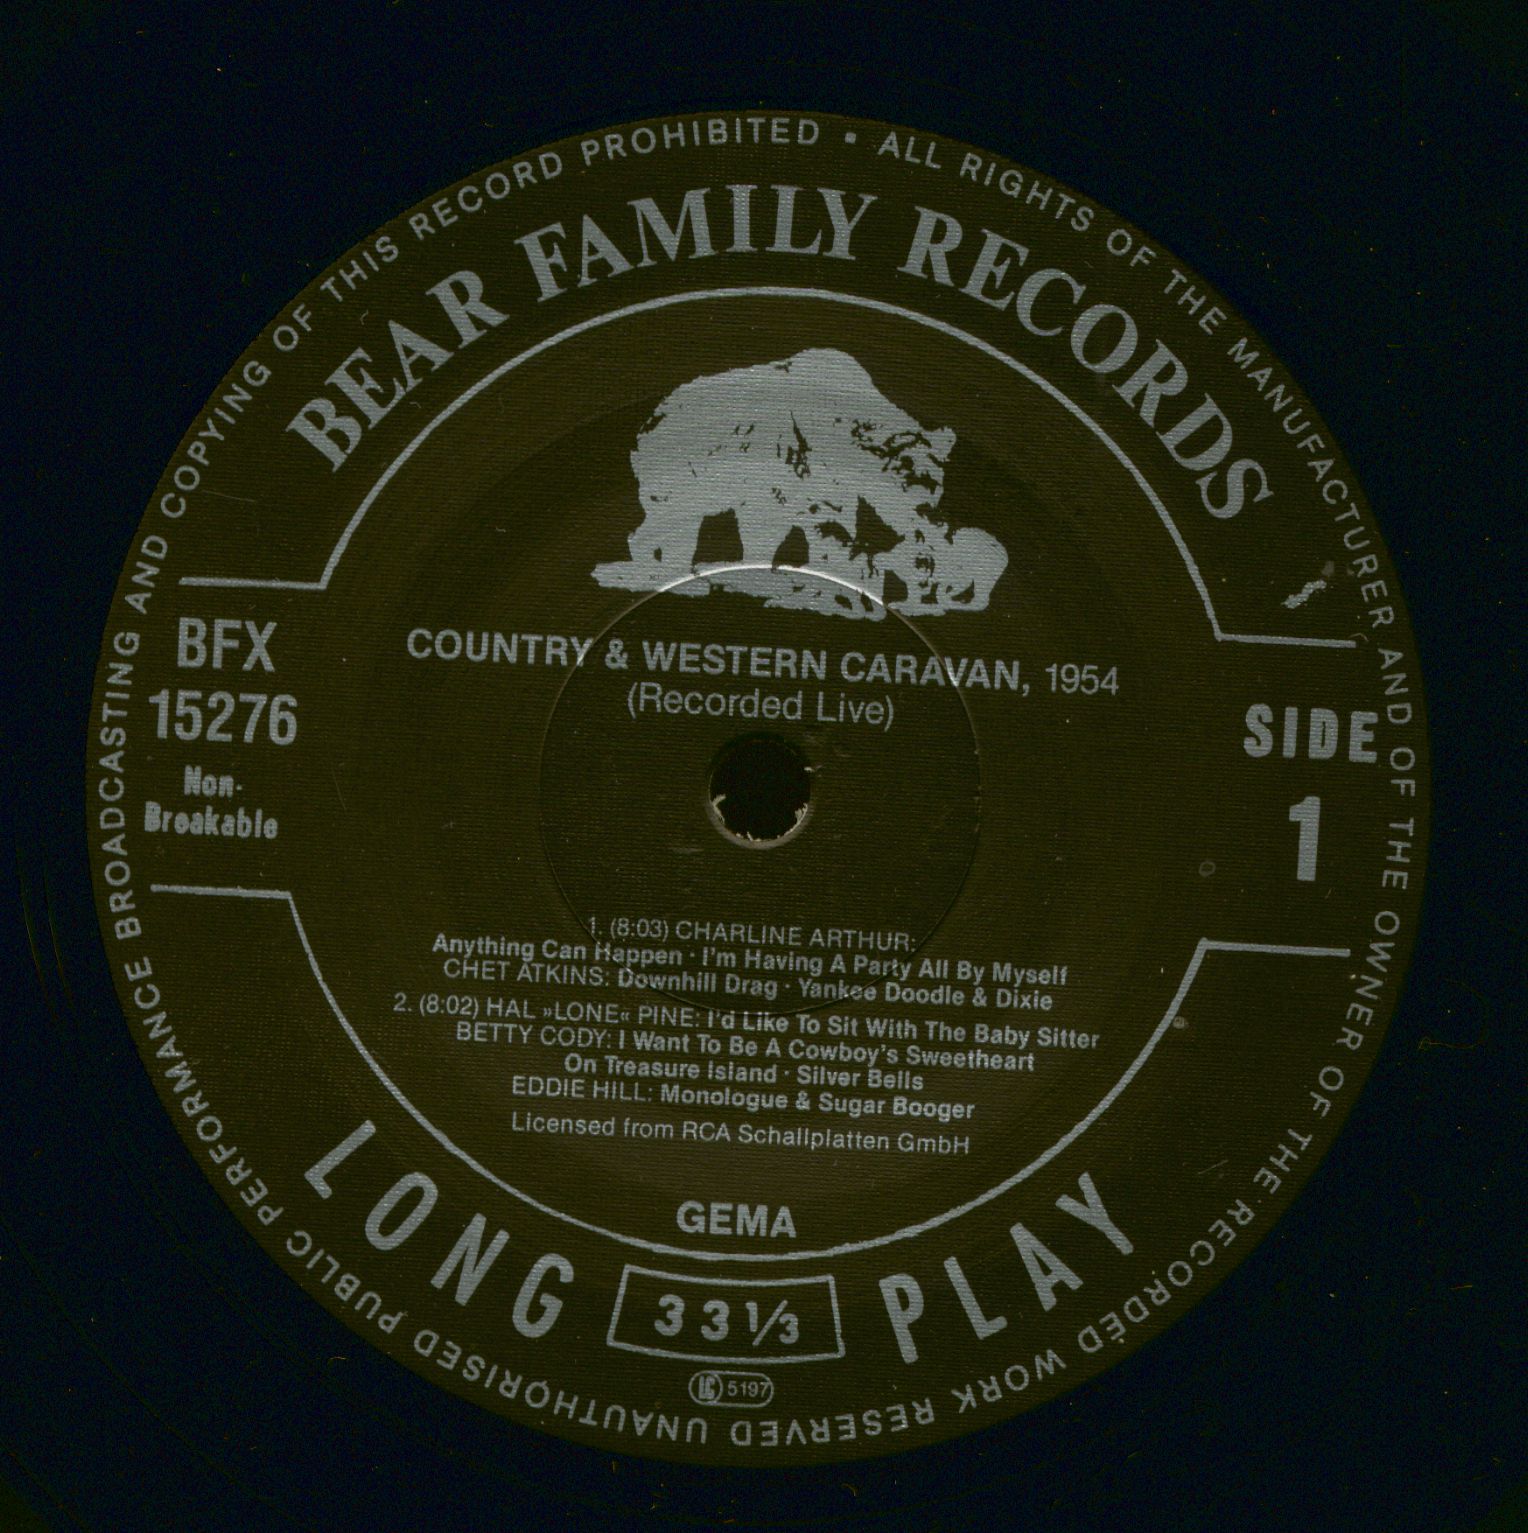 BEAR FAMILY RECORDS
COUNTRY & WESTERN CARAVAN, 1954
(Recorded Live)
BFX
15276
Non-
Breakable
SIDE
1
1. (8:03) CHARLINE ARTHUR:
Anything Can Happen · I'm Having A Party All By Myself
CHET ATKINS: Downhill Drag · Yankee Doodle & Dixie
2. (8:02) HAL »LONE« PINE: I'd Like To Sit With The Baby Sitter
BETTY CODY: I Want To Be A Cowboy's Sweetheart
On Treasure Island · Silver Bells
EDDIE HILL: Monologue & Sugar Booger
Licensed from RCA Schallplatten GmbH
GEMA
LONG PLAY
33⅓
LC 5197
ALL RIGHTS OF THE MANUFACTURER AND OF THE OWNER OF THE RECORDED WORK RESERVED UNAUTHORISED PUBLIC PERFORMANCE BROADCASTING AND COPYING OF THIS RECORD PROHIBITED ▪